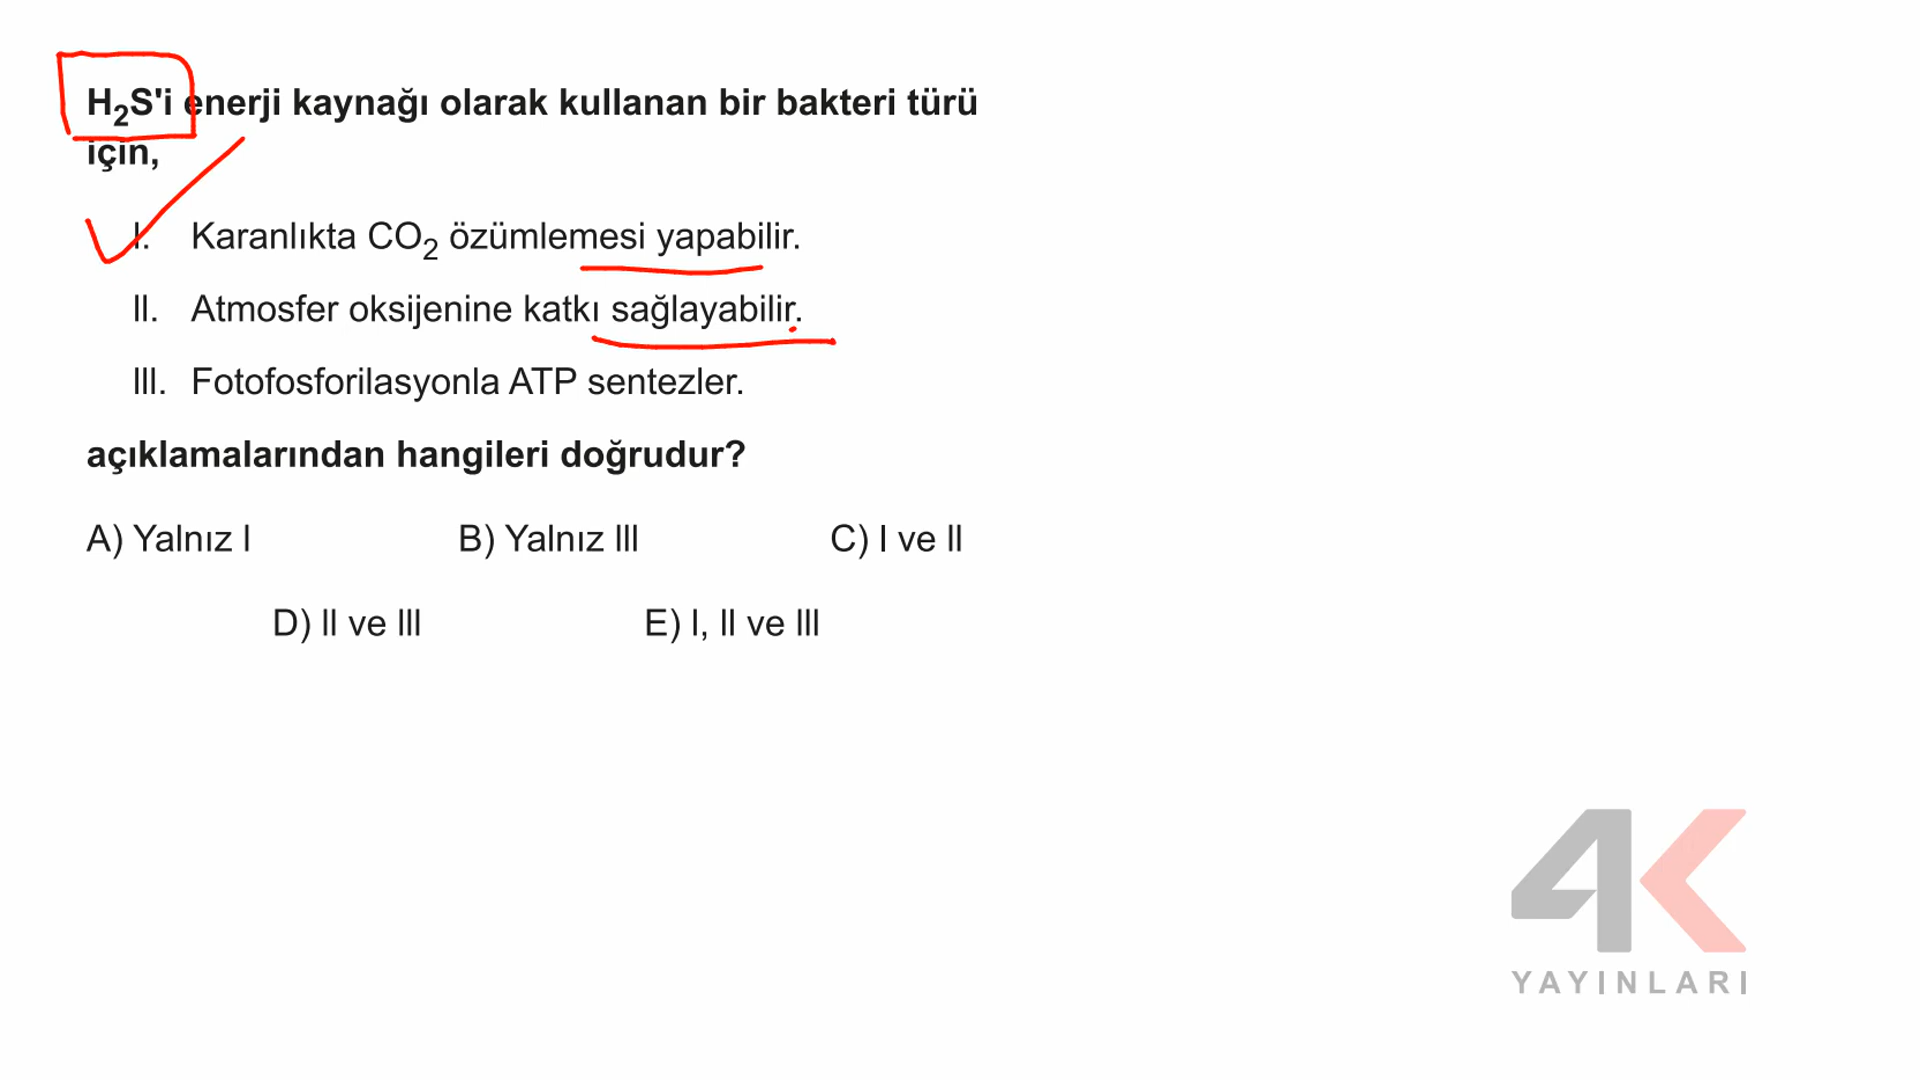 H₂S'i enerji kaynağı olarak kullanan bir bakteri türü
için,
I. Karanlıkta CO₂ özümlemesi yapabilir.
II. Atmosfer oksijenine katkı sağlayabilir.
III. Fotofosforilasyonla ATP sentezler.
açıklamalarından hangileri doğrudur?
A) Yalnız I B) Yalnız III C) I ve II
D) II ve III E) I, II ve III
4K
YAYINLARI